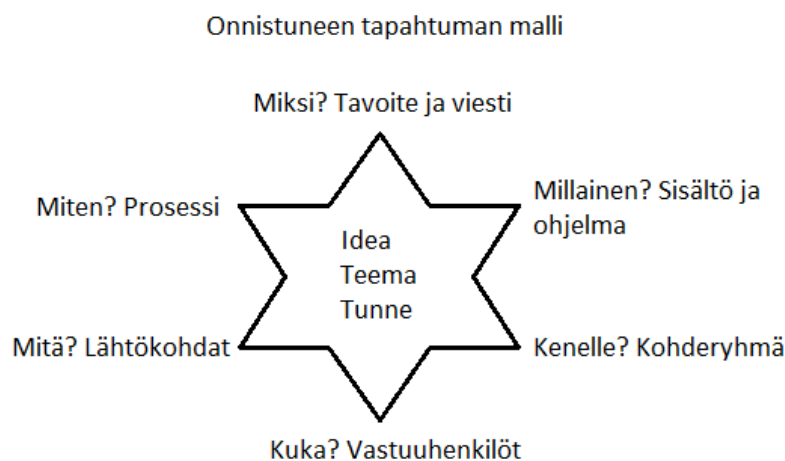 Onnistuneen tapahtuman malli
Miksi? Tavoite ja viesti
Miten? Prosessi
Millainen? Sisältö ja
ohjelma
Idea
Teema
Tunne
Mitä? Lähtökohdat
Kenelle? Kohderyhmä
Kuka? Vastuuhenkilöt